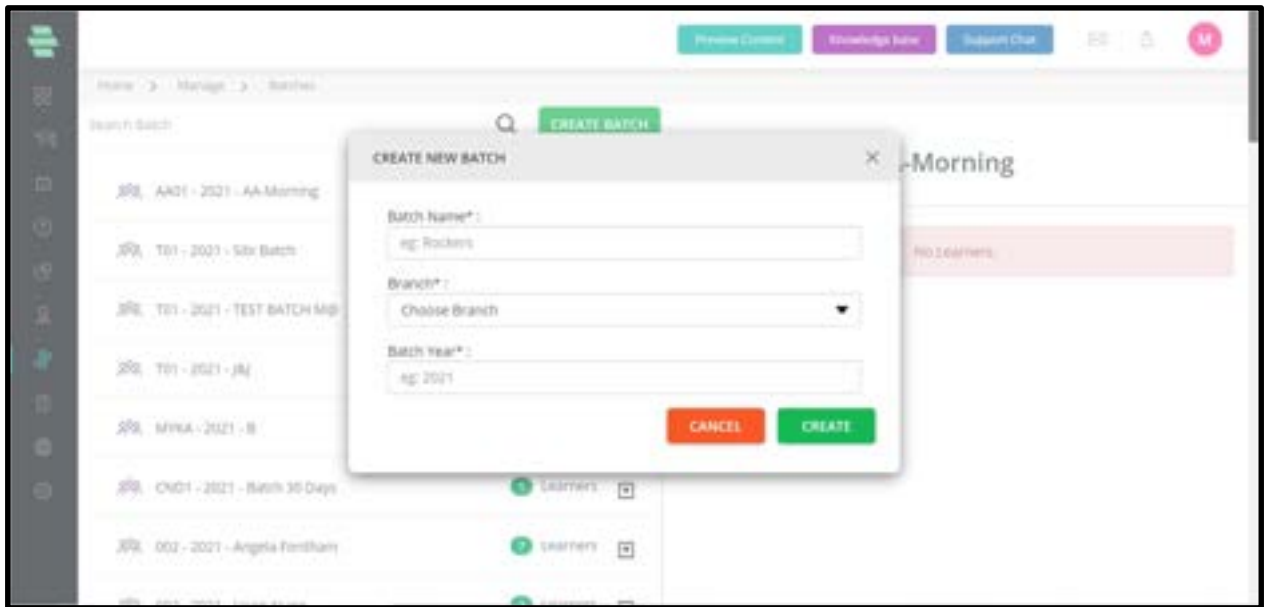 Preview Content Knowledge base Support Chat M
Home > Manage > Batches
Search Batch CREATE BATCH
CREATE NEW BATCH ×
-Morning
AA01 - 2021 - AA-Morning
Batch Name* :
eg: Rockers
T01 - 2021 - Site Batch
No Learners.
Branch* :
Choose Branch
T01 - 2021 - TEST BATCH
Batch Year* :
eg: 2021
T01 - 2021 - J&J
MYKA - 2021 - B
CANCEL CREATE
2021 - Batch 30 Days 5 Learners
002 - 2021 - Angela 7 Learners